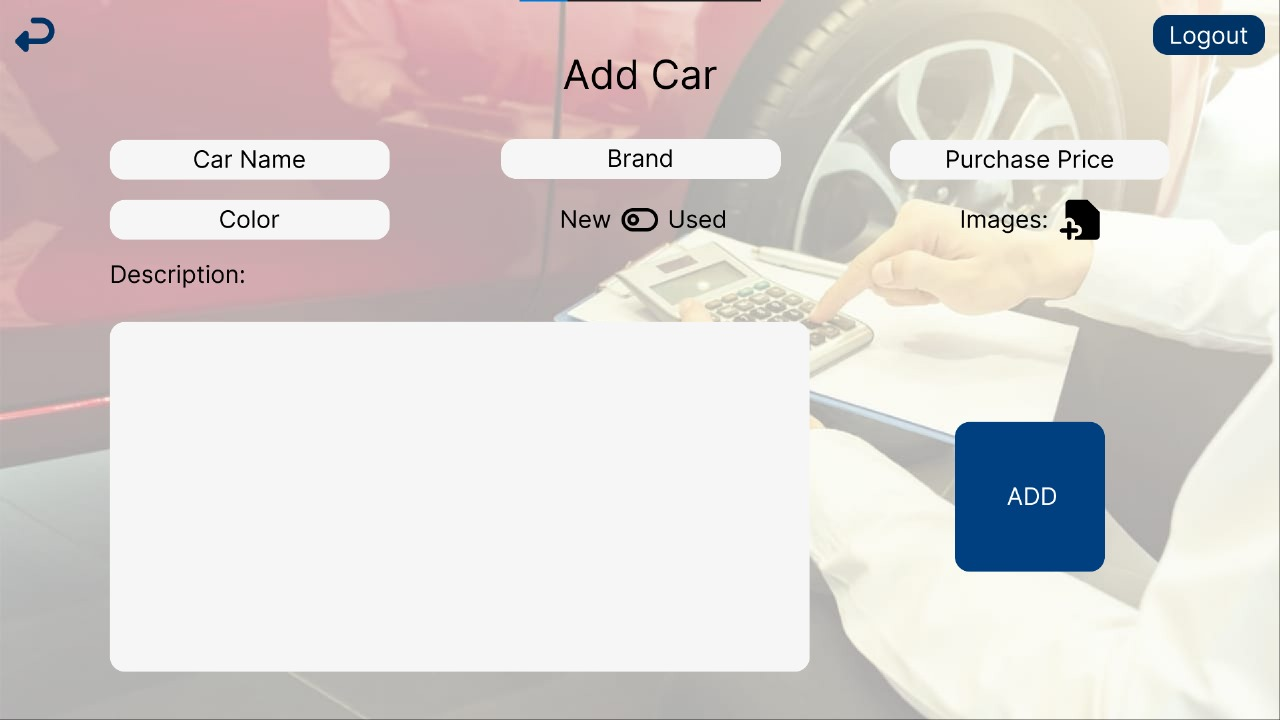 Logout
Add Car
Car Name
Brand
Purchase Price
Color
New Used
Images:
Description:
ADD